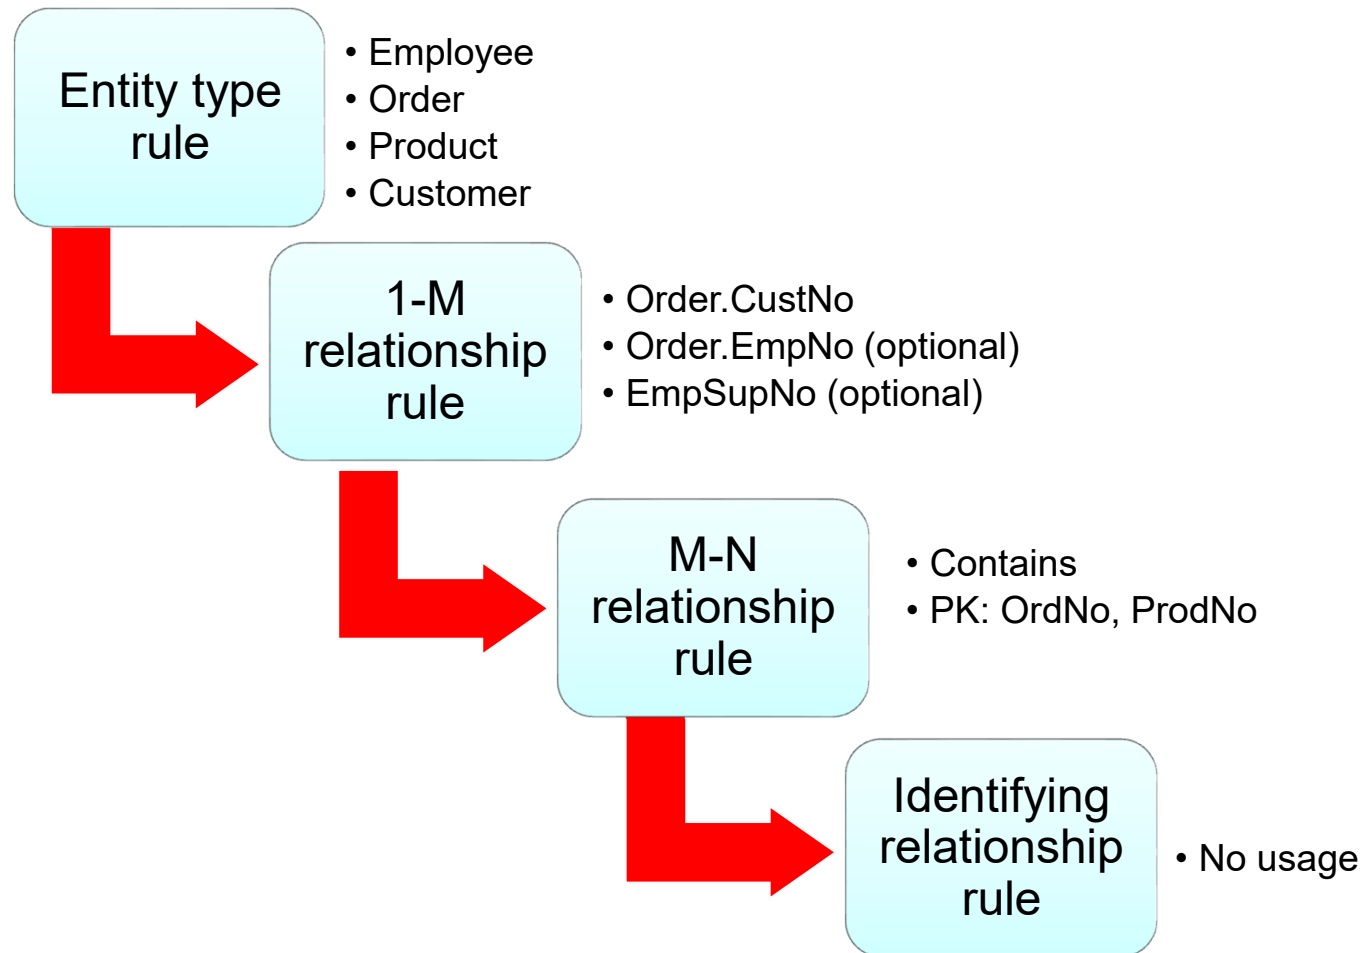 Entity type
rule
• Employee
• Order
• Product
• Customer
1-M
relationship
rule
• Order.CustNo
• Order.EmpNo (optional)
• EmpSupNo (optional)
M-N
relationship
rule
• Contains
• PK: OrdNo, ProdNo
Identifying
relationship
rule
• No usage